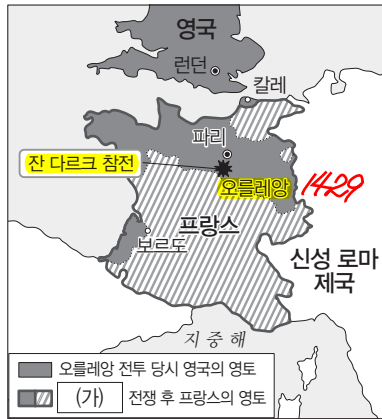 영국
런던
칼레
파리
잔 다르크 참전
오를레앙
1429
프랑스
보르도
신성 로마
제국
지중해
오를레앙 전투 당시 영국의 영토
(가) 전쟁 후 프랑스의 영토